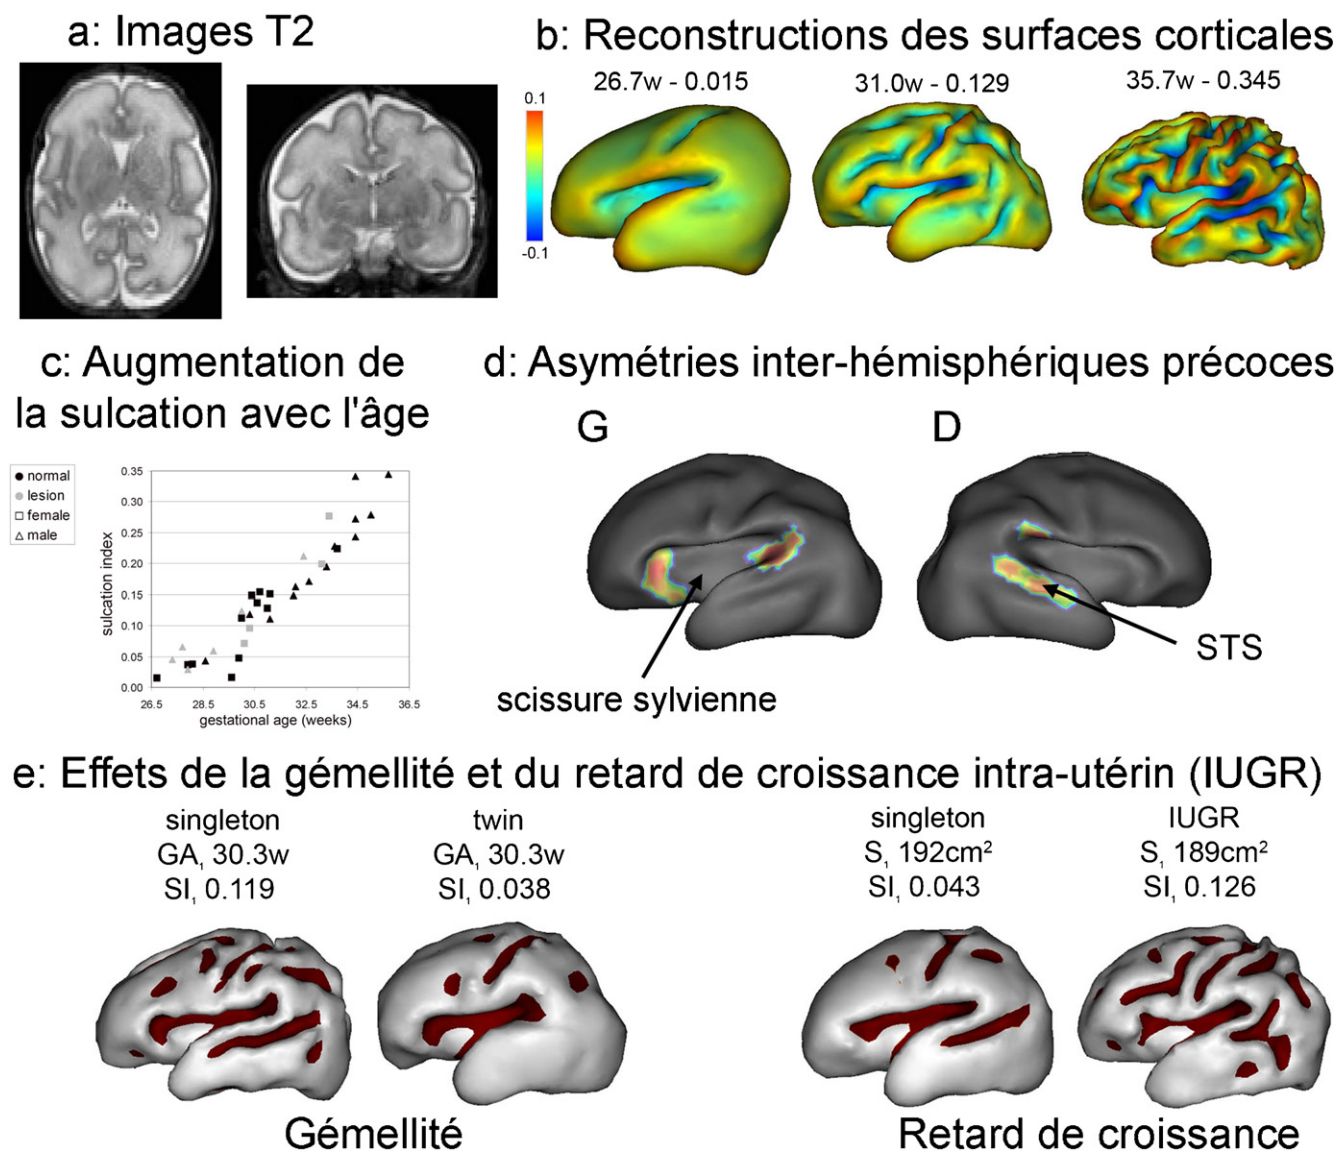 a: Images T2
b: Reconstructions des surfaces corticales
26.7w - 0.015
31.0w - 0.129
35.7w - 0.345
0.1
-0.1
c: Augmentation de
la sulcation avec l'âge
normal
lesion
female
male
sulcation index
0.35
0.30
0.25
0.20
0.15
0.10
0.05
0.00
26.5 28.5 30.5 32.5 34.5 36.5
gestational age (weeks)
d: Asymétries inter-hémisphériques précoces
G
D
scissure sylvienne
STS
e: Effets de la gémellité et du retard de croissance intra-utérin (IUGR)
singleton
GA, 30.3w
SI, 0.119
twin
GA, 30.3w
SI, 0.038
Gémellité
singleton
S, 192cm²
SI, 0.043
IUGR
S, 189cm²
SI, 0.126
Retard de croissance